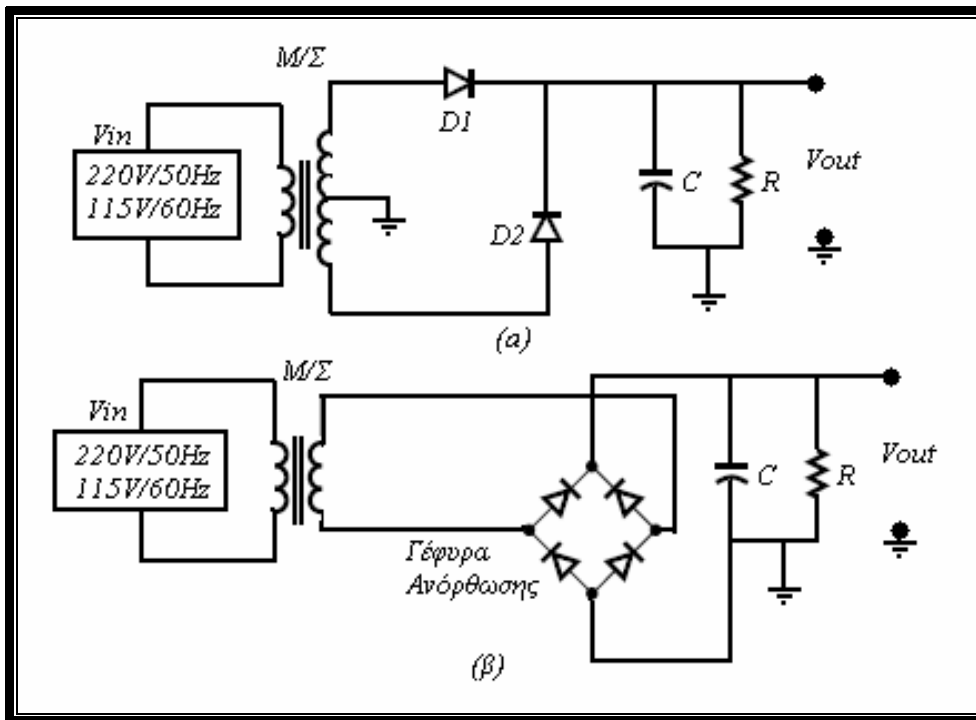 Μ/Σ
Vin
220V/50Hz
115V/60Hz
D1
D2
C
R
Vout
(α)
Μ/Σ
Vin
220V/50Hz
115V/60Hz
Γέφυρα
Ανόρθωσης
C
R
Vout
(β)